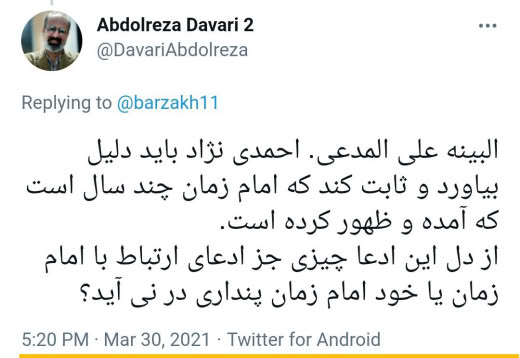 Abdolreza Davari 2
@DavariAbdolreza
Replying to @barzakh11
البینه علی المدعی. احمدی نژاد باید دلیل
بیاورد و ثابت کند که امام زمان چند سال است
که آمده و ظهور کرده است.
از دل این ادعا چیزی جز ادعای ارتباط با امام
زمان یا خود امام زمان پنداری در نی آید؟
5:20 PM · Mar 30, 2021 · Twitter for Android